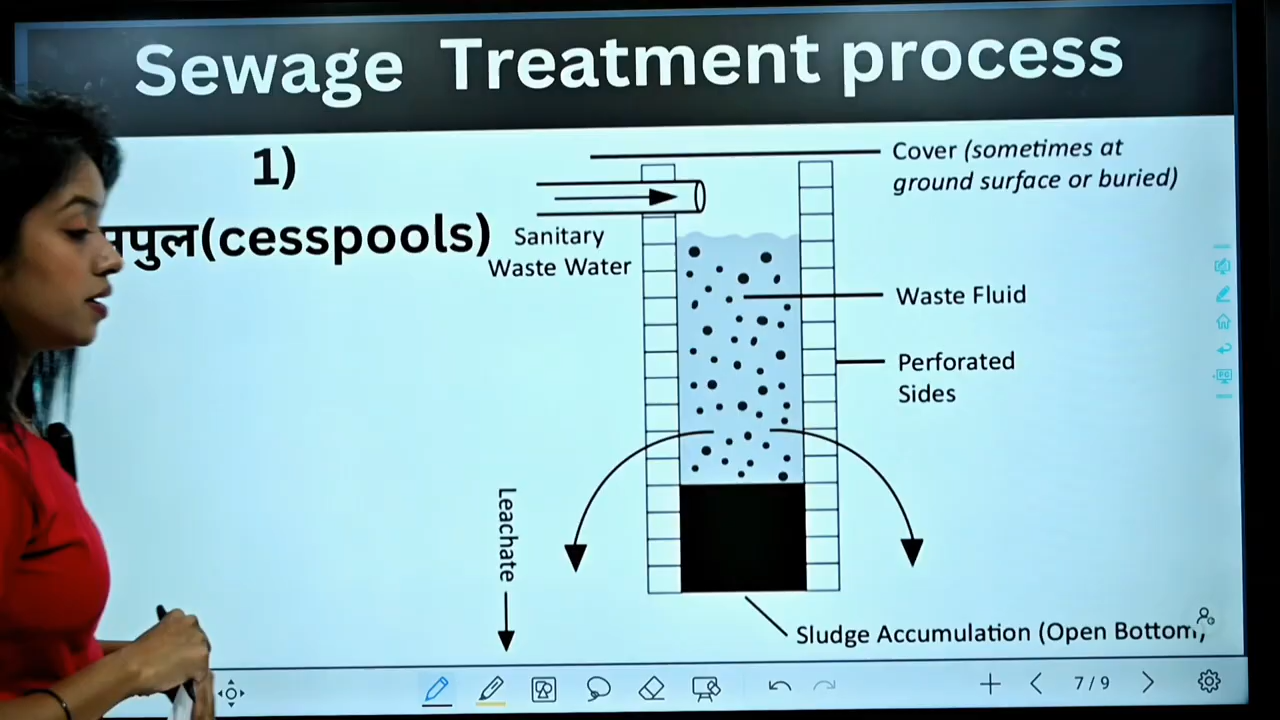 Sewage Treatment process
1)
(cesspools)
Cover (sometimes at
ground surface or buried)
Sanitary
Waste Water
Waste Fluid
Perforated
Sides
Leachate
Sludge Accumulation (Open Bottom,
7/9